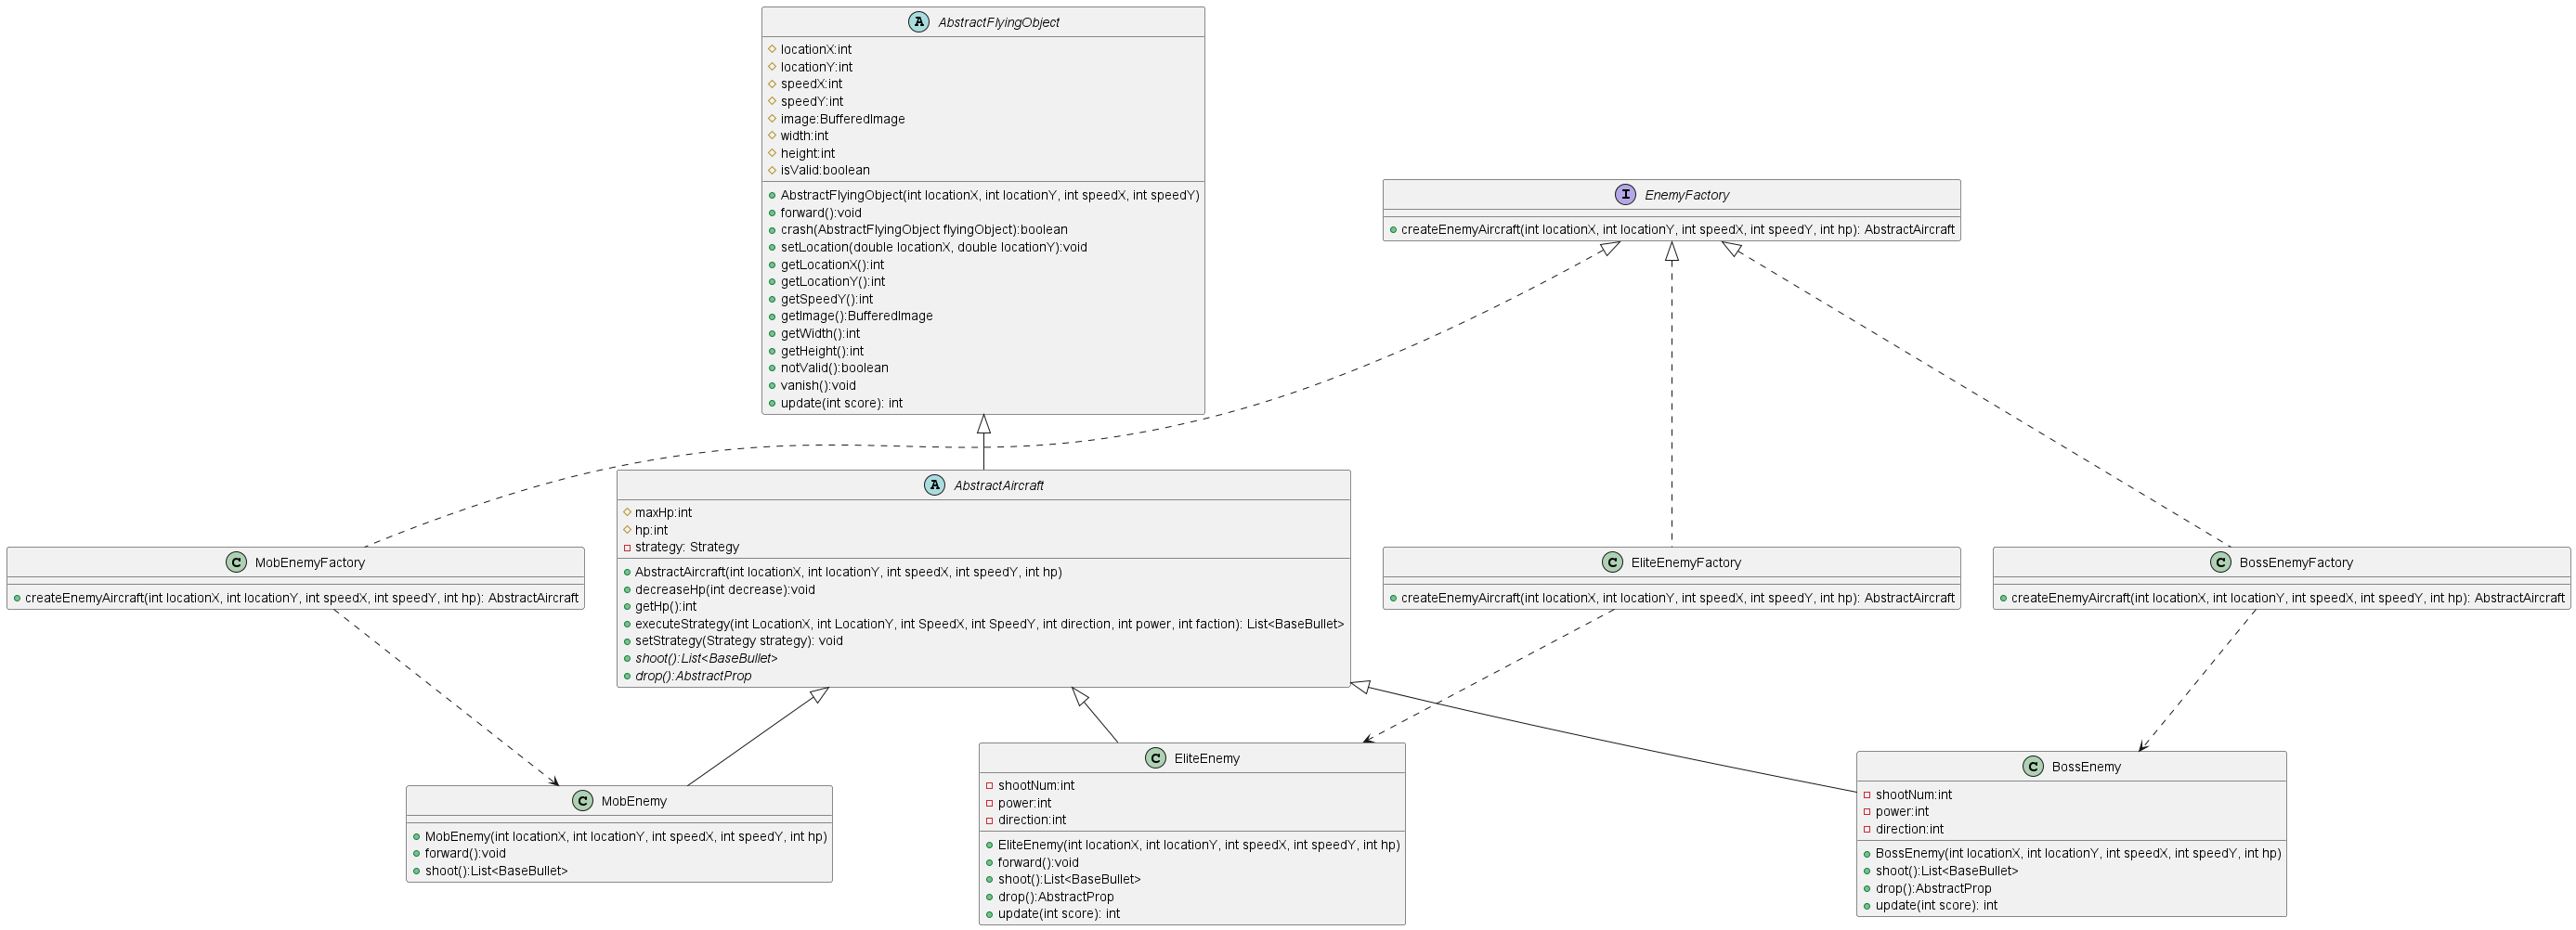 A AbstractFlyingObject
locationX:int
locationY:int
speedX:int
speedY:int
image:BufferedImage
width:int
height:int
isValid:boolean
AbstractFlyingObject(int locationX, int locationY, int speedX, int speedY)
forward():void
crash(AbstractFlyingObject flyingObject):boolean
setLocation(double locationX, double locationY):void
getLocationX():int
getLocationY():int
getSpeedY():int
getImage():BufferedImage
getWidth():int
getHeight():int
notValid():boolean
vanish():void
update(int score): int
I EnemyFactory
createEnemyAircraft(int locationX, int locationY, int speedX, int speedY, int hp): AbstractAircraft
A AbstractAircraft
maxHp:int
hp:int
strategy: Strategy
AbstractAircraft(int locationX, int locationY, int speedX, int speedY, int hp)
decreaseHp(int decrease):void
getHp():int
executeStrategy(int LocationX, int LocationY, int SpeedX, int SpeedY, int direction, int power, int faction): List<BaseBullet>
setStrategy(Strategy strategy): void
shoot():List<BaseBullet>
drop():AbstractProp
C MobEnemyFactory
createEnemyAircraft(int locationX, int locationY, int speedX, int speedY, int hp): AbstractAircraft
C EliteEnemyFactory
createEnemyAircraft(int locationX, int locationY, int speedX, int speedY, int hp): AbstractAircraft
C BossEnemyFactory
createEnemyAircraft(int locationX, int locationY, int speedX, int speedY, int hp): AbstractAircraft
C MobEnemy
MobEnemy(int locationX, int locationY, int speedX, int speedY, int hp)
forward():void
shoot():List<BaseBullet>
C EliteEnemy
shootNum:int
power:int
direction:int
EliteEnemy(int locationX, int locationY, int speedX, int speedY, int hp)
forward():void
shoot():List<BaseBullet>
drop():AbstractProp
update(int score): int
C BossEnemy
shootNum:int
power:int
direction:int
BossEnemy(int locationX, int locationY, int speedX, int speedY, int hp)
shoot():List<BaseBullet>
drop():AbstractProp
update(int score): int